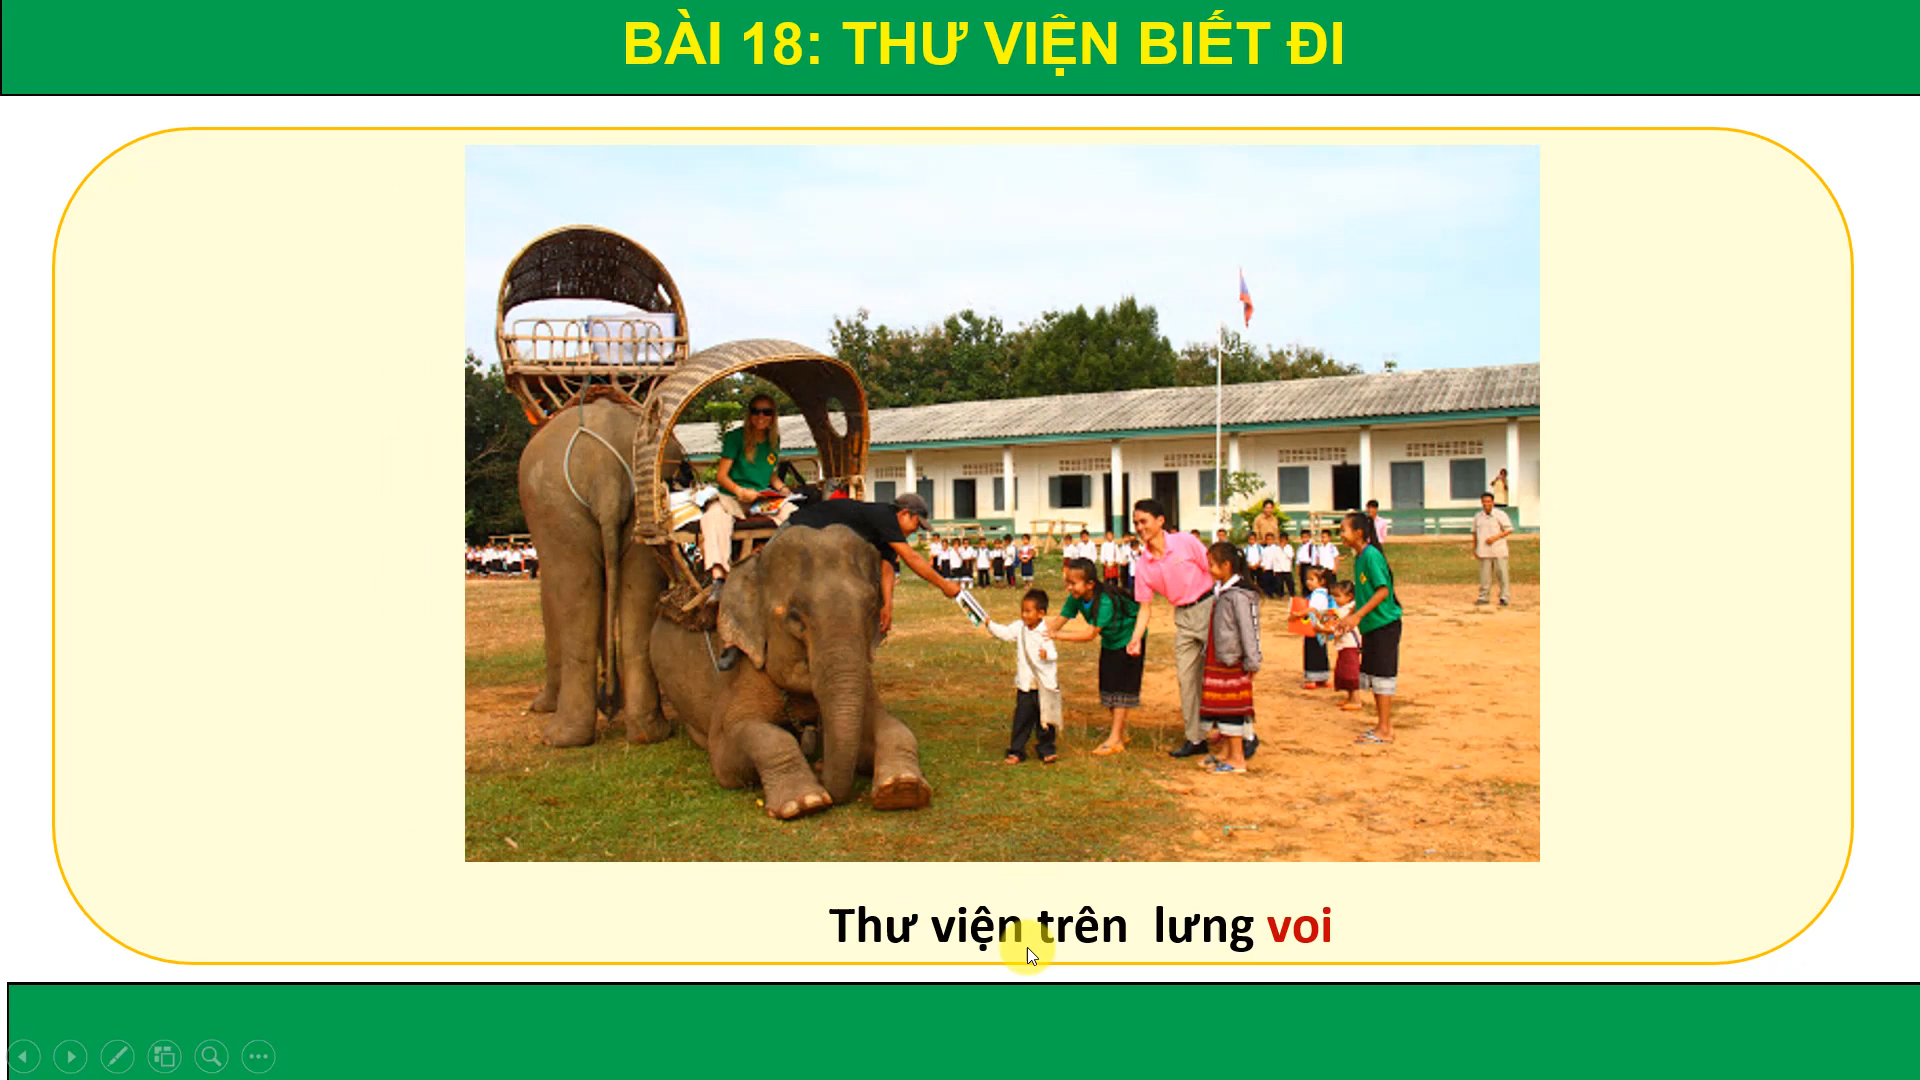 BÀI 18: THƯ VIỆN BIẾT ĐI
Thư viện trên lưng voi